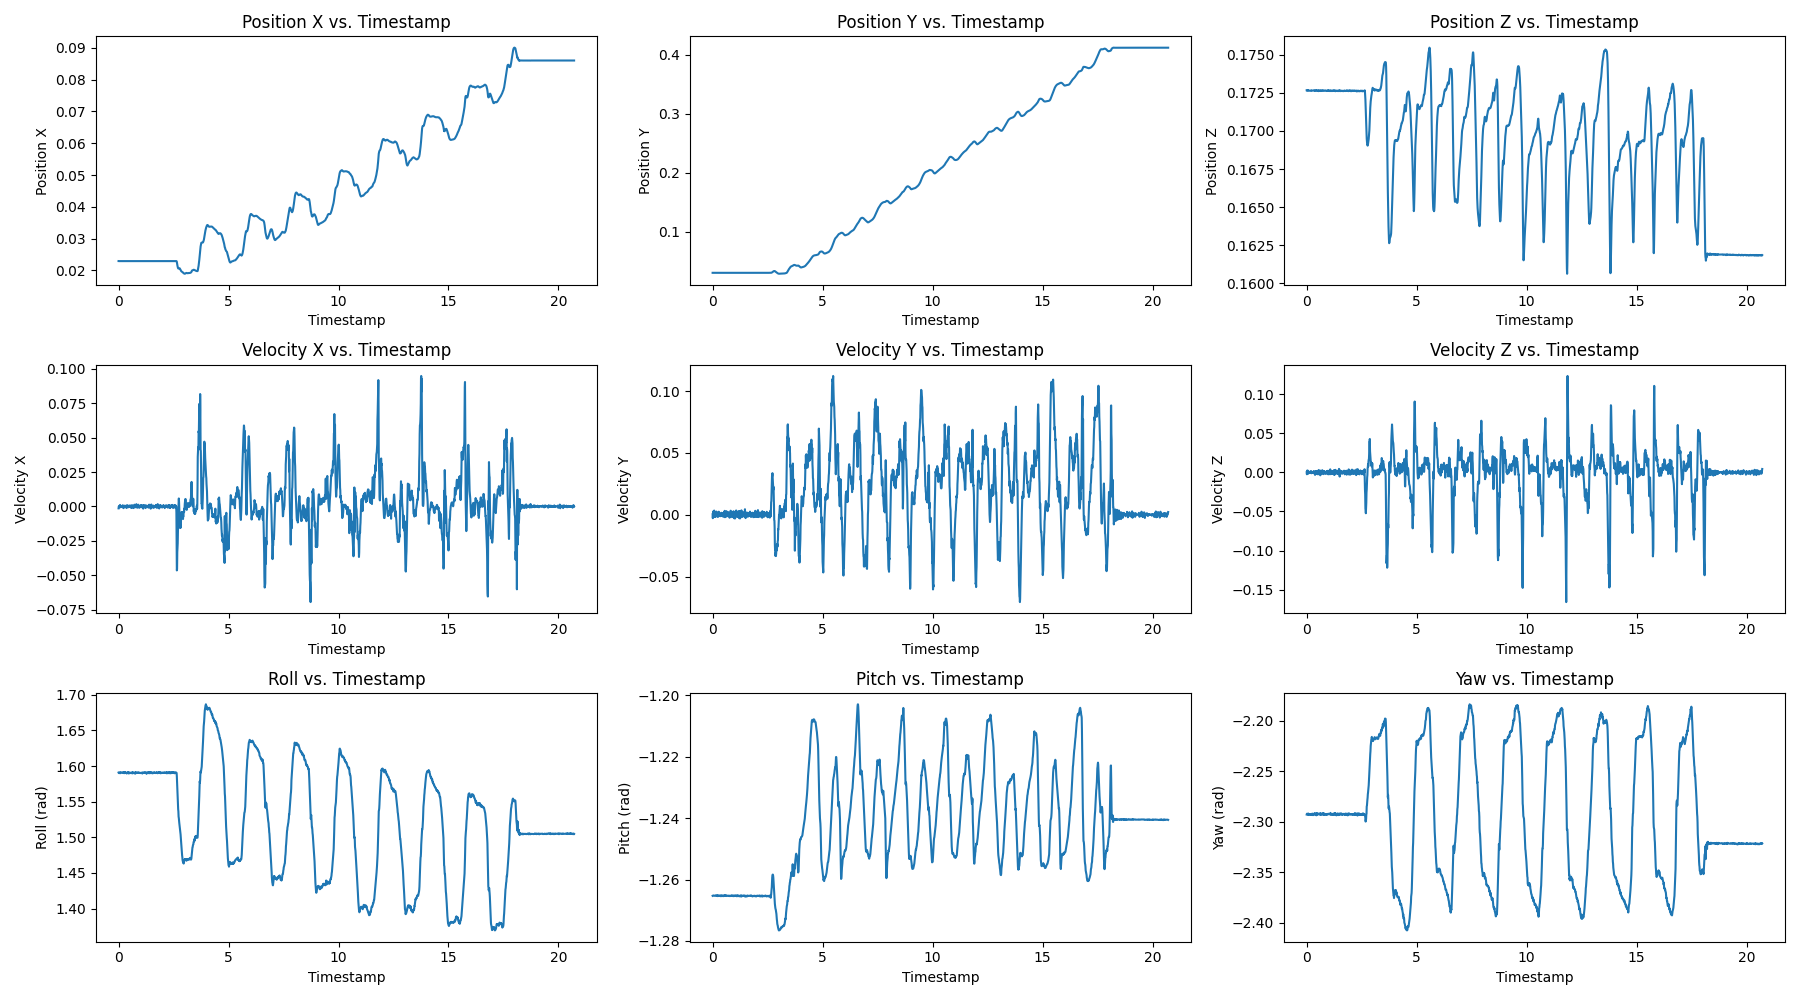 Position X vs. Timestamp
Position X
0.09
0.08
0.07
0.06
0.05
0.04
0.03
0.02
0 5 10 15 20
Timestamp
Position Y vs. Timestamp
Position Y
0.4
0.3
0.2
0.1
0 5 10 15 20
Timestamp
Position Z vs. Timestamp
Position Z
0.1750
0.1725
0.1700
0.1675
0.1650
0.1625
0.1600
0 5 10 15 20
Timestamp
Velocity X vs. Timestamp
Velocity X
0.100
0.075
0.050
0.025
0.000
−0.025
−0.050
−0.075
0 5 10 15 20
Timestamp
Velocity Y vs. Timestamp
Velocity Y
0.10
0.05
0.00
−0.05
0 5 10 15 20
Timestamp
Velocity Z vs. Timestamp
Velocity Z
0.10
0.05
0.00
−0.05
−0.10
−0.15
0 5 10 15 20
Timestamp
Roll vs. Timestamp
Roll (rad)
1.70
1.65
1.60
1.55
1.50
1.45
1.40
0 5 10 15 20
Timestamp
Pitch vs. Timestamp
Pitch (rad)
−1.20
−1.22
−1.24
−1.26
−1.28
0 5 10 15 20
Timestamp
Yaw vs. Timestamp
Yaw (rad)
−2.20
−2.25
−2.30
−2.35
−2.40
0 5 10 15 20
Timestamp